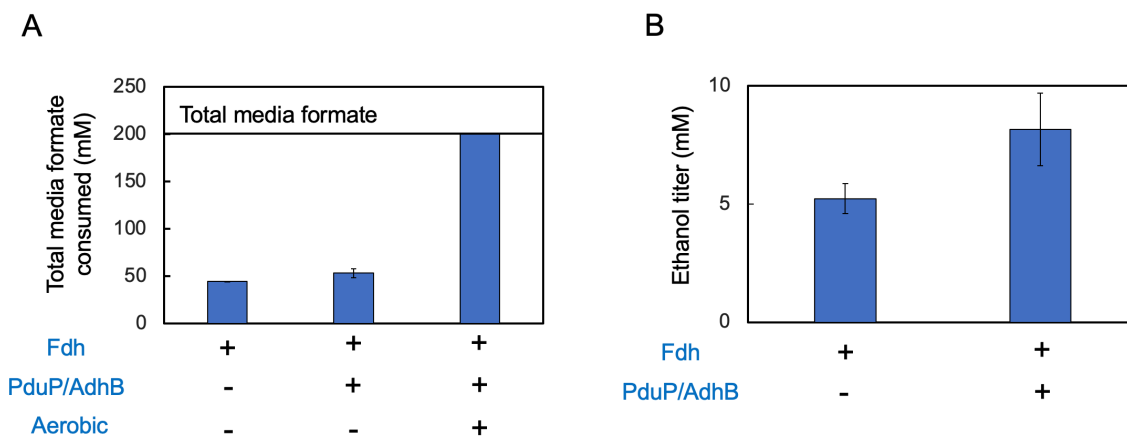 A
Total media formate
consumed (mM)
250
200
150
100
50
0
Total media formate
Fdh + + +
PduP/AdhB - + +
Aerobic - - +
B
Ethanol titer (mM)
10
5
0
Fdh + +
PduP/AdhB - +